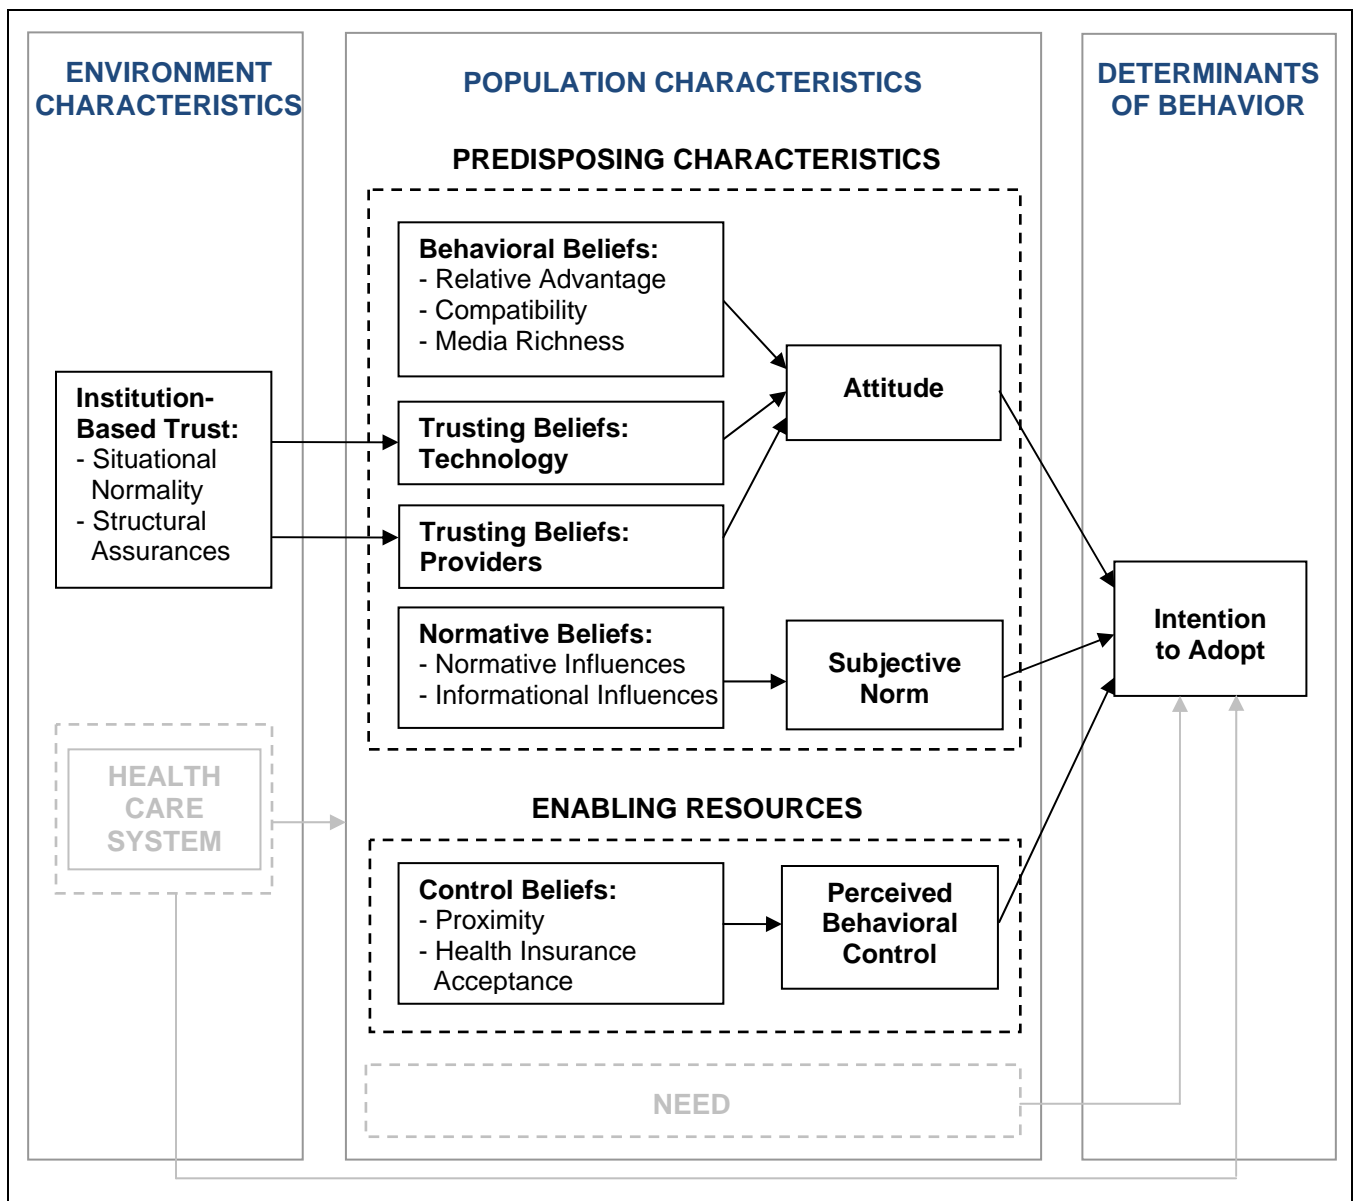 ENVIRONMENT
CHARACTERISTICS
POPULATION CHARACTERISTICS
DETERMINANTS
OF BEHAVIOR
PREDISPOSING CHARACTERISTICS
Behavioral Beliefs:
- Relative Advantage
- Compatibility
- Media Richness
Attitude
Institution-
Based Trust:
- Situational
Normality
- Structural
Assurances
Trusting Beliefs:
Technology
Trusting Beliefs:
Providers
Normative Beliefs:
- Normative Influences
- Informational Influences
Subjective
Norm
Intention
to Adopt
HEALTH
CARE
SYSTEM
ENABLING RESOURCES
Control Beliefs:
- Proximity
- Health Insurance
Acceptance
Perceived
Behavioral
Control
NEED